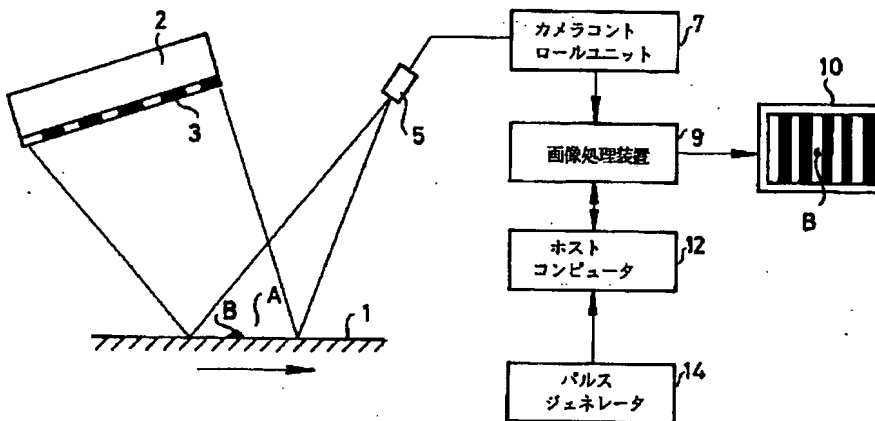 2
3
5
B
A
1
カメラコント
ロールユニット
7
画像処理装置
9
10
B
ホスト
コンピュータ
12
パルス
ジェネレータ
14